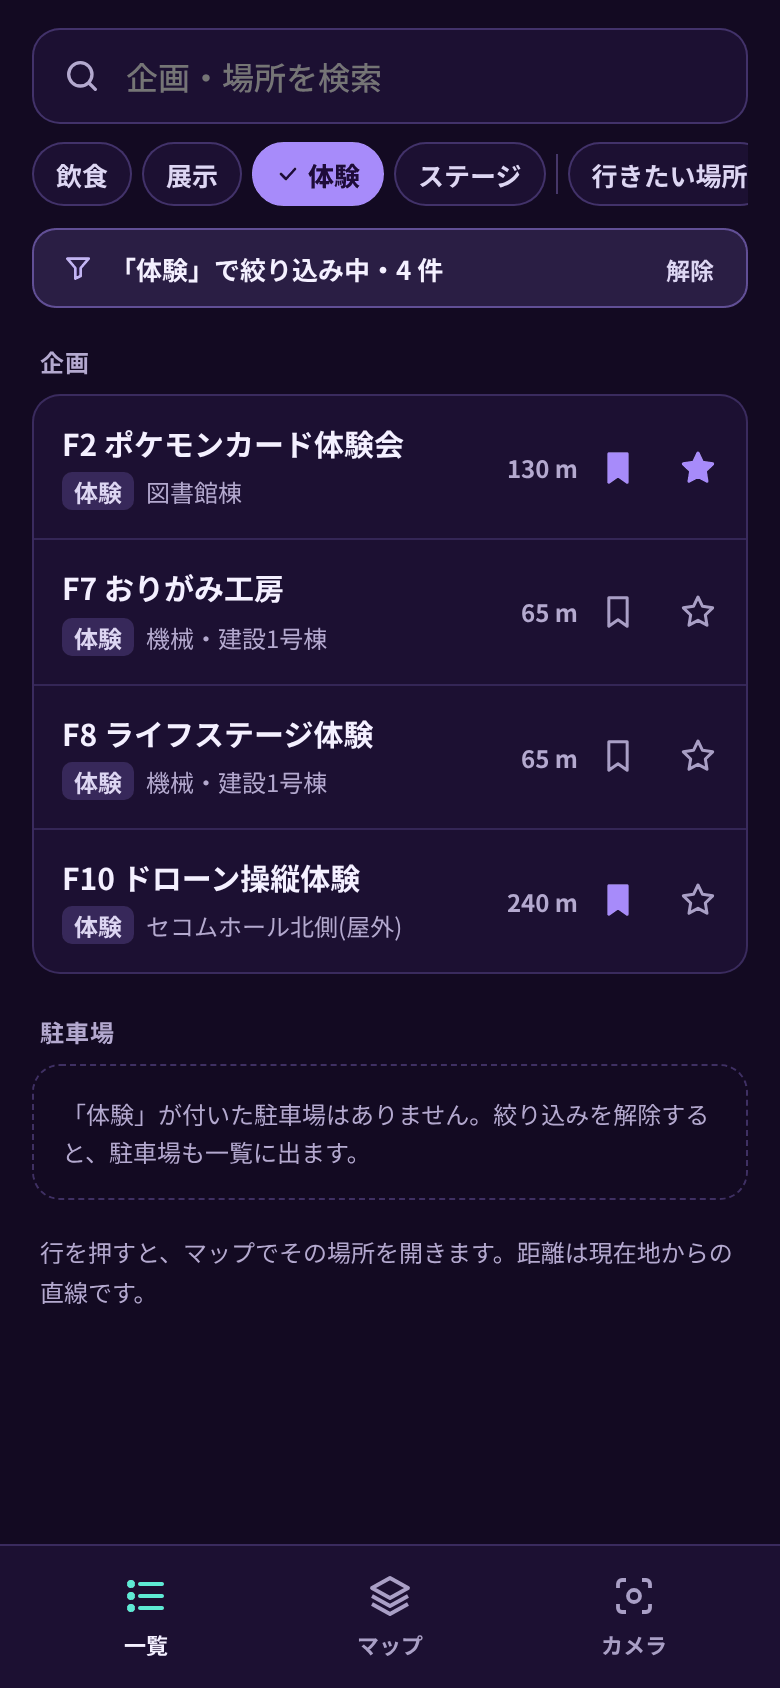 企画・場所を検索
飲食 展示 体験 ステージ 行きたい場所
「体験」で絞り込み中・4 件 解除
企画
F2 ポケモンカード体験会
体験 図書館棟
130 m
F7 おりがみ工房
体験 機械・建設1号棟
65 m
F8 ライフステージ体験
体験 機械・建設1号棟
65 m
F10 ドローン操縦体験
体験 セコムホール北側(屋外)
240 m
駐車場
「体験」が付いた駐車場はありません。絞り込みを解除する
と、駐車場も一覧に出ます。
行を押すと、マップでその場所を開きます。距離は現在地からの
直線です。
一覧 マップ カメラ